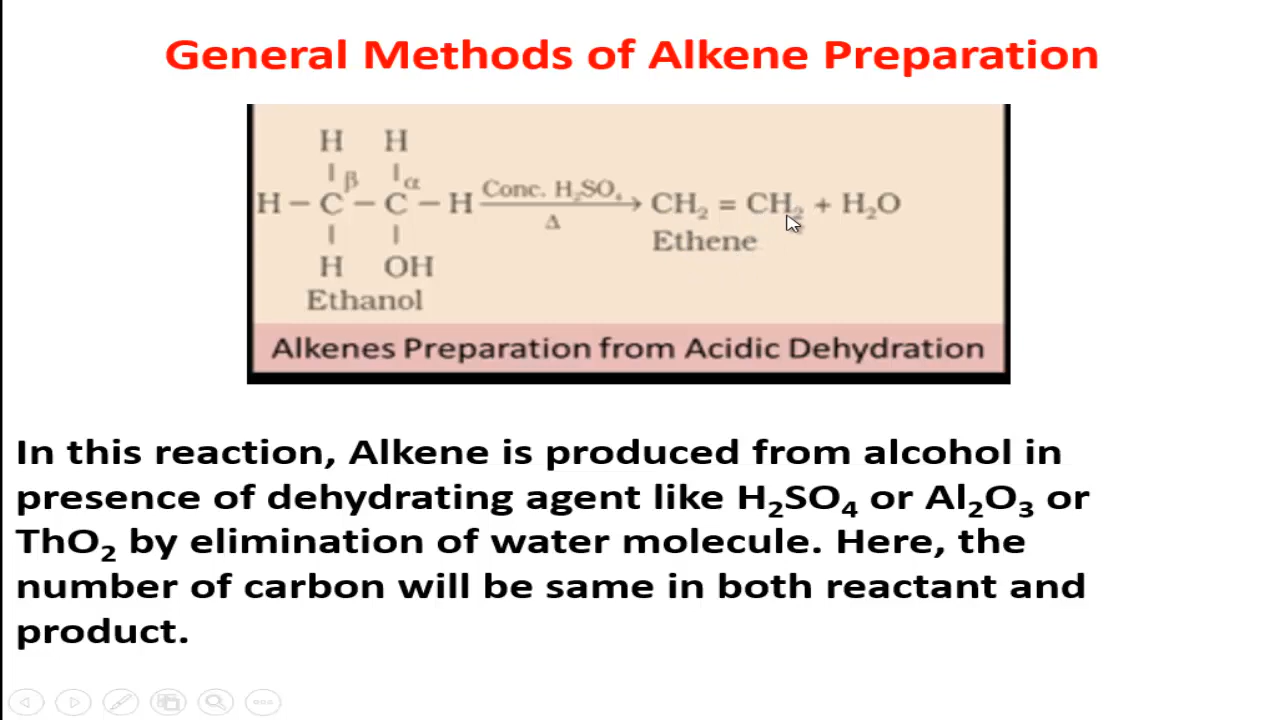 General Methods of Alkene Preparation
H H
β α
H – C – C – H Conc. H₂SO₄ → CH₂ = CH₂ + H₂O
Δ
Ethene
H OH
Ethanol
Alkenes Preparation from Acidic Dehydration
In this reaction, Alkene is produced from alcohol in
presence of dehydrating agent like H₂SO₄ or Al₂O₃ or
ThO₂ by elimination of water molecule. Here, the
number of carbon will be same in both reactant and
product.